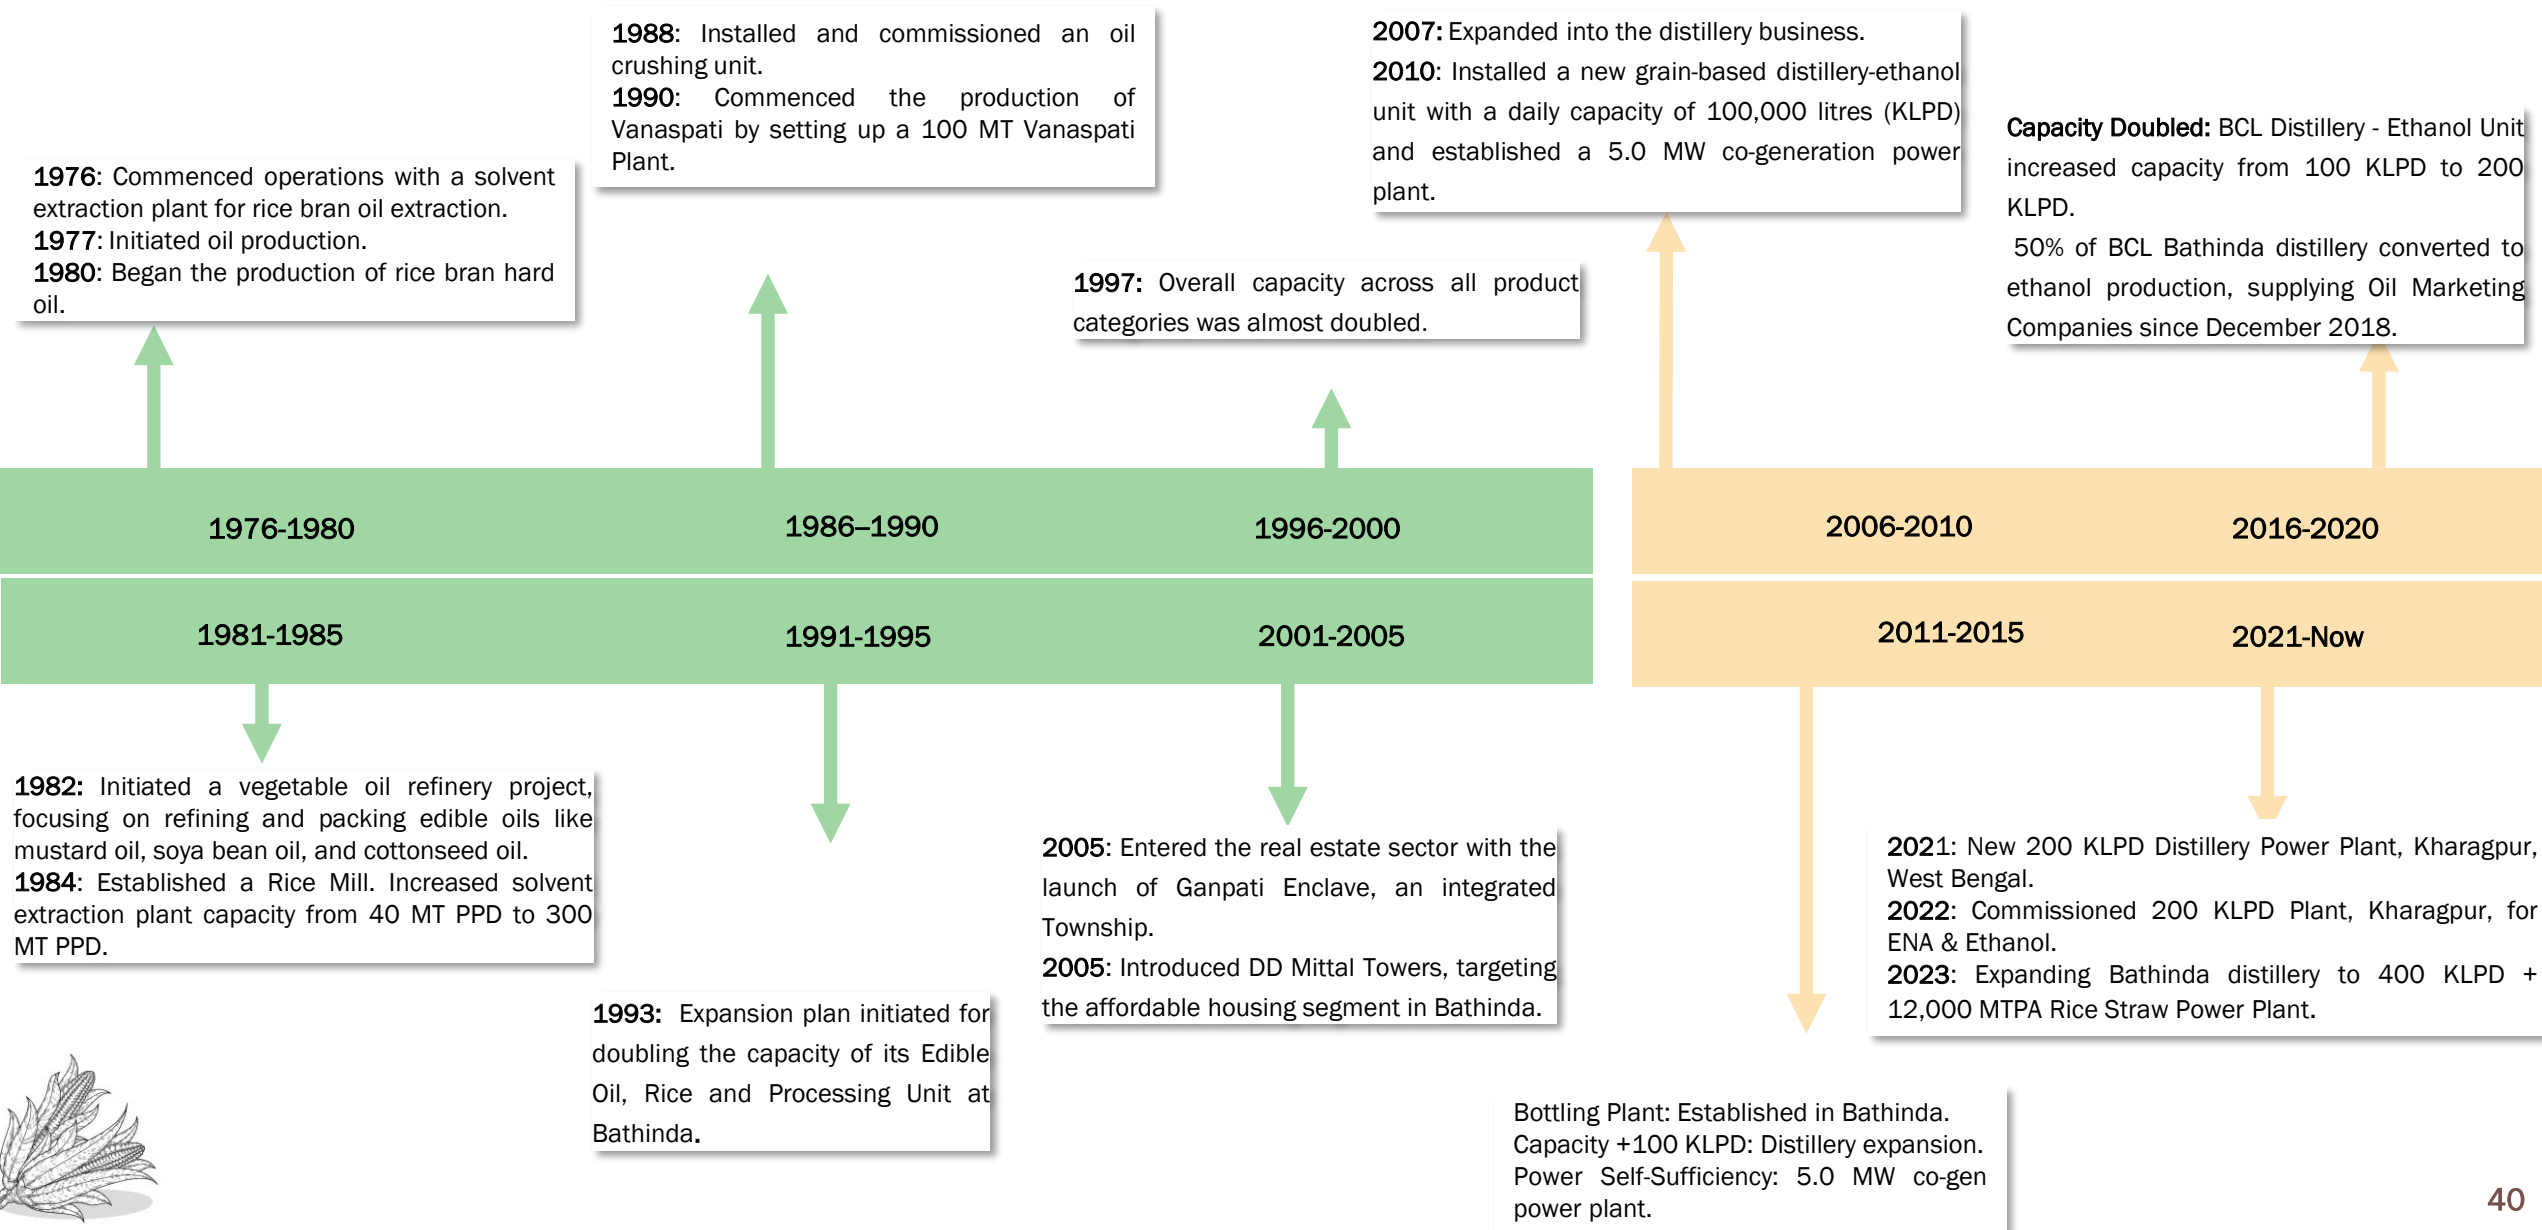 1976: Commenced operations with a solvent
extraction plant for rice bran oil extraction.
1977: Initiated oil production.
1980: Began the production of rice bran hard
oil.
1988: Installed and commissioned an oil
crushing unit.
1990: Commenced the production of
Vanaspati by setting up a 100 MT Vanaspati
Plant.
1997: Overall capacity across all product
categories was almost doubled.
2007: Expanded into the distillery business.
2010: Installed a new grain-based distillery-ethanol
unit with a daily capacity of 100,000 litres (KLPD)
and established a 5.0 MW co-generation power
plant.
Capacity Doubled: BCL Distillery - Ethanol Unit
increased capacity from 100 KLPD to 200
KLPD.
50% of BCL Bathinda distillery converted to
ethanol production, supplying Oil Marketing
Companies since December 2018.
1976-1980
1986–1990
1996-2000
2006-2010
2016-2020
1981-1985
1991-1995
2001-2005
2011-2015
2021-Now
1982: Initiated a vegetable oil refinery project,
focusing on refining and packing edible oils like
mustard oil, soya bean oil, and cottonseed oil.
1984: Established a Rice Mill. Increased solvent
extraction plant capacity from 40 MT PPD to 300
MT PPD.
1993: Expansion plan initiated for
doubling the capacity of its Edible
Oil, Rice and Processing Unit at
Bathinda.
2005: Entered the real estate sector with the
launch of Ganpati Enclave, an integrated
Township.
2005: Introduced DD Mittal Towers, targeting
the affordable housing segment in Bathinda.
Bottling Plant: Established in Bathinda.
Capacity +100 KLPD: Distillery expansion.
Power Self-Sufficiency: 5.0 MW co-gen
power plant.
2021: New 200 KLPD Distillery Power Plant, Kharagpur,
West Bengal.
2022: Commissioned 200 KLPD Plant, Kharagpur, for
ENA & Ethanol.
2023: Expanding Bathinda distillery to 400 KLPD +
12,000 MTPA Rice Straw Power Plant.
40